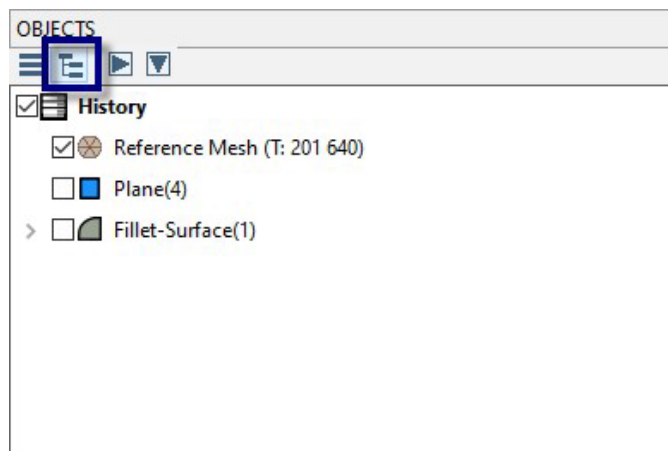 OBJECTS
History
Reference Mesh (T: 201 640)
Plane(4)
Fillet-Surface(1)